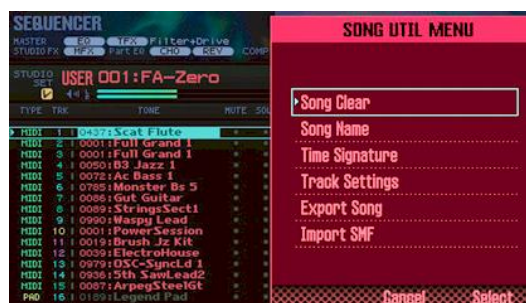 SEQUENCER
MASTER EQ TFX Filter+Drive
STUDIO FX MFX Part EQ CHO REV COMP
STUDIO SET USER 001:FA-Zero
TYPE TRK TONE MUTE SOL
MIDI 1 0437:Scat Flute
MIDI 2 0001:Full Grand 1
MIDI 3 0001:Full Grand 1
MIDI 4 0050:B3 Jazz 1
MIDI 5 0072:Ac Bass 1
MIDI 6 0785:Monster Bs 5
MIDI 7 0086:Gut Guitar
MIDI 8 0089:StringsSect1
MIDI 9 0990:Waspy Lead
MIDI 10 0001:PowerSession
MIDI 11 0019:Brush Jz Kit
MIDI 12 0039:ElectroHouse
MIDI 13 0979:OSC-SyncLd 1
MIDI 14 0936:5th SawLead2
MIDI 15 0087:ArpegSteelGt
PAD 16 0189:Legend Pad
SONG UTIL MENU
Song Clear
Song Name
Time Signature
Track Settings
Export Song
Import SMF
Cancel Select